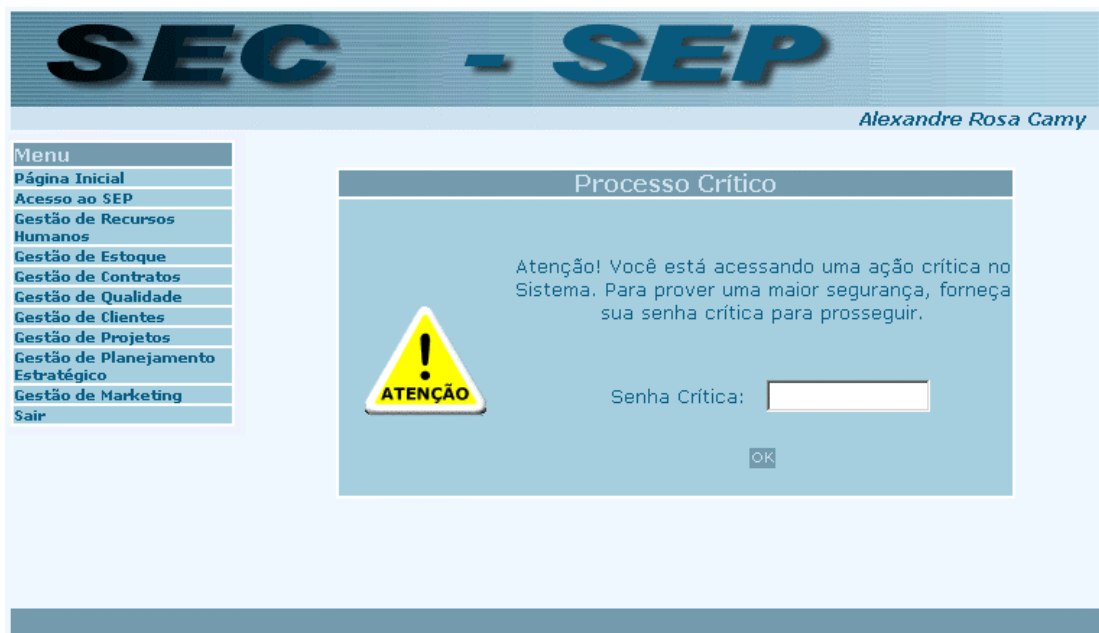 SEC - SEP
Alexandre Rosa Camy
Menu
Página Inicial
Acesso ao SEP
Gestão de Recursos
Humanos
Gestão de Estoque
Gestão de Contratos
Gestão de Qualidade
Gestão de Clientes
Gestão de Projetos
Gestão de Planejamento
Estratégico
Gestão de Marketing
Sair
Processo Crítico
Atenção! Você está acessando uma ação crítica no
Sistema. Para prover uma maior segurança, forneça
sua senha crítica para prosseguir.
ATENÇÃO
Senha Crítica:
OK